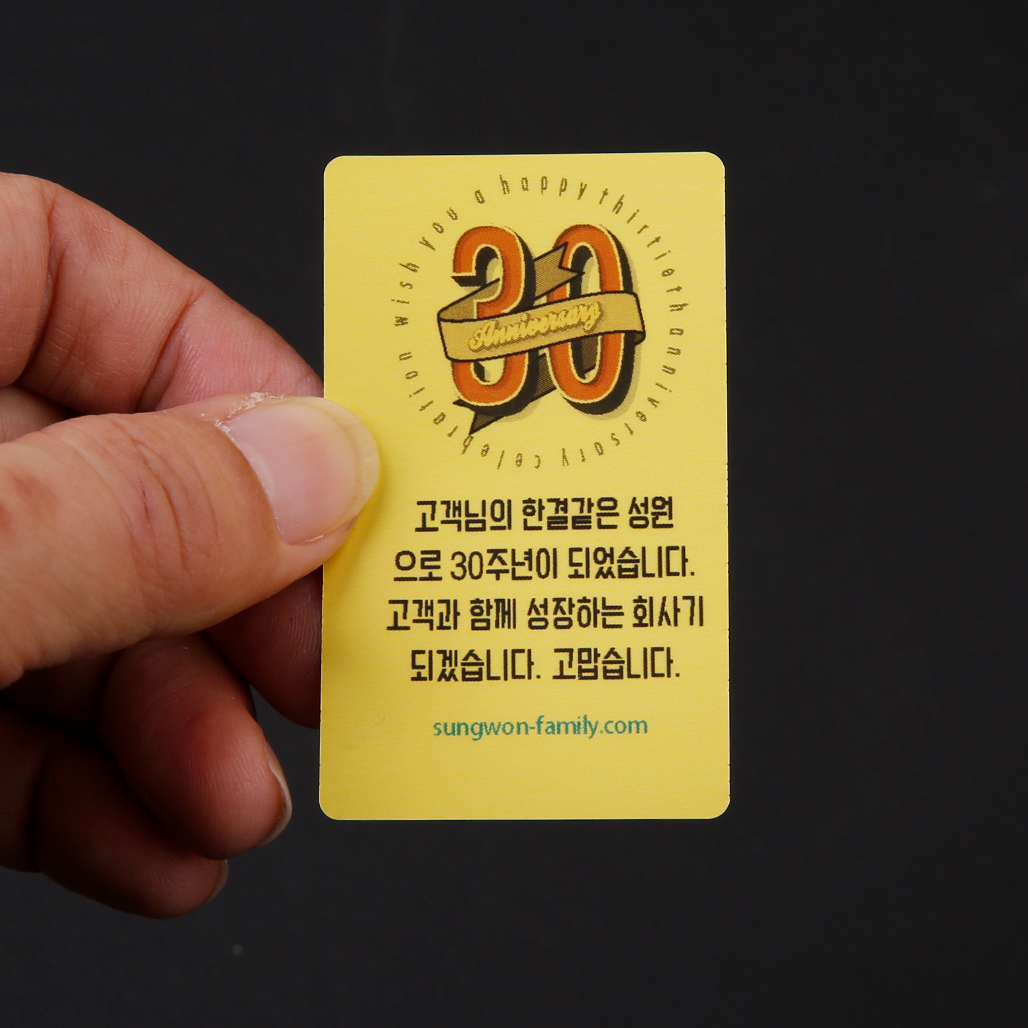 wish you a happy thirtieth anniversary celebration
30
Anniversary
고객님의 한결같은 성원
으로 30주년이 되었습니다.
고객과 함께 성장하는 회사기
되겠습니다. 고맙습니다.
sungwon-family.com